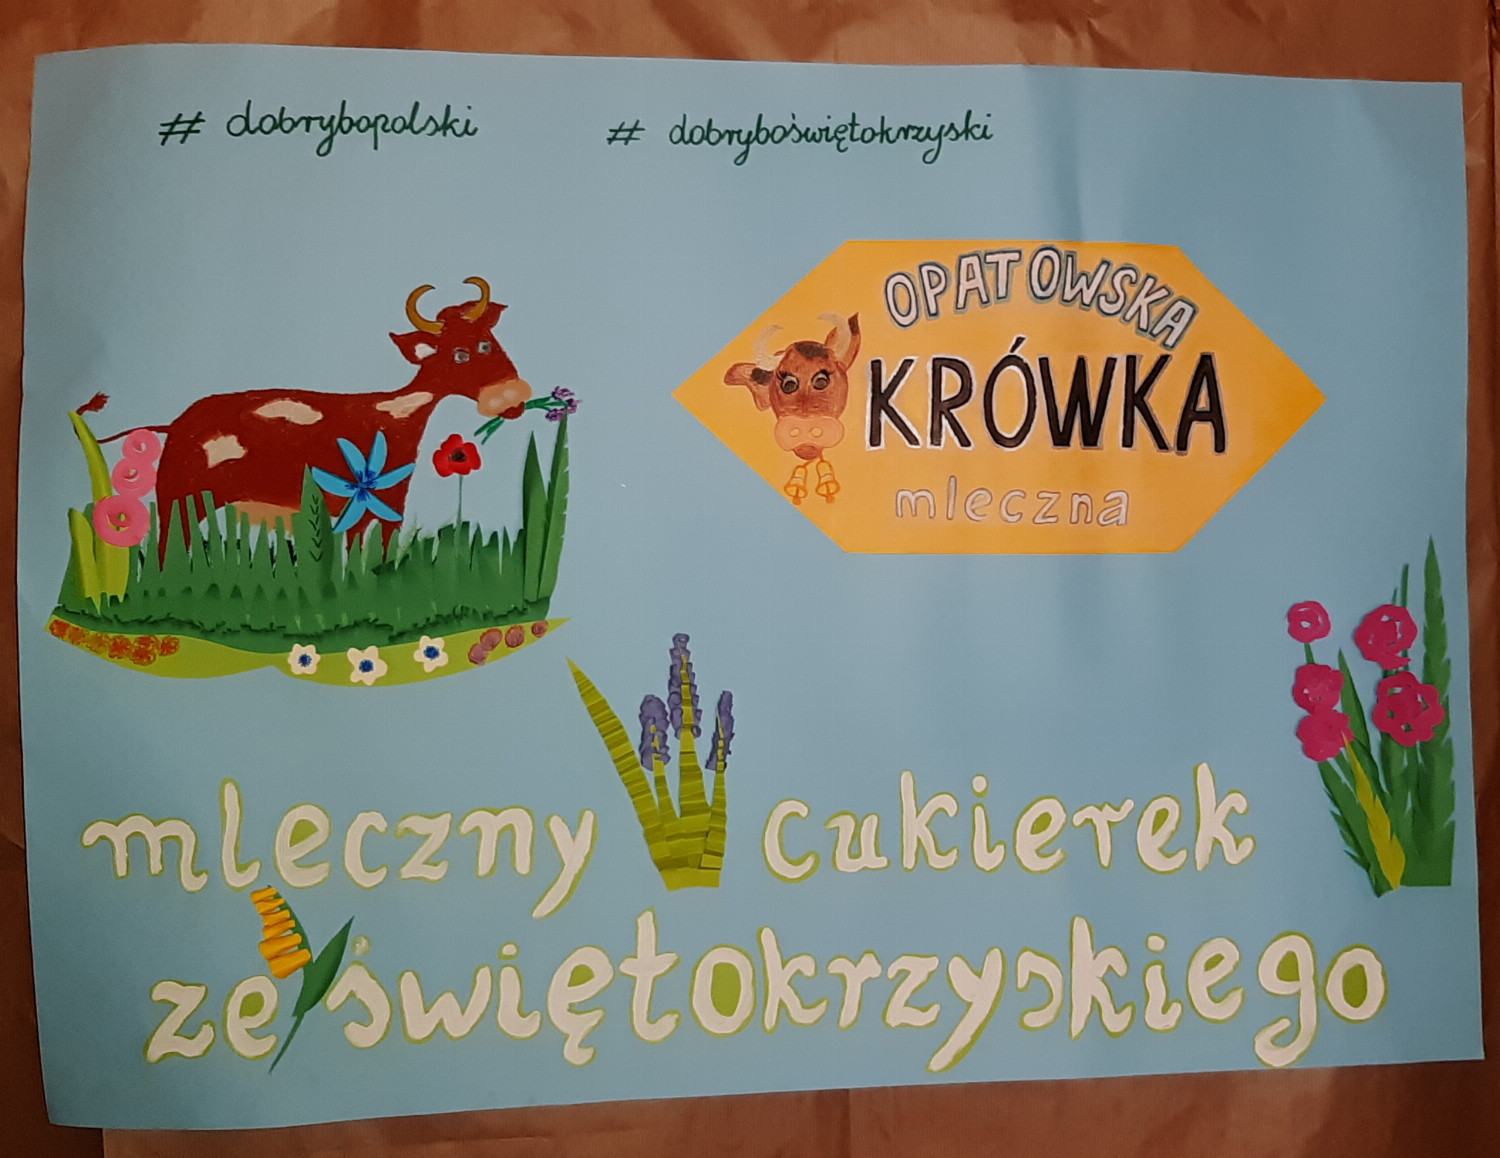 # dobrybopolski
# dobryboświętokrzyski
OPATOWSKA
KRÓWKA
mleczna
mleczny cukierek
ze świętokrzyskiego